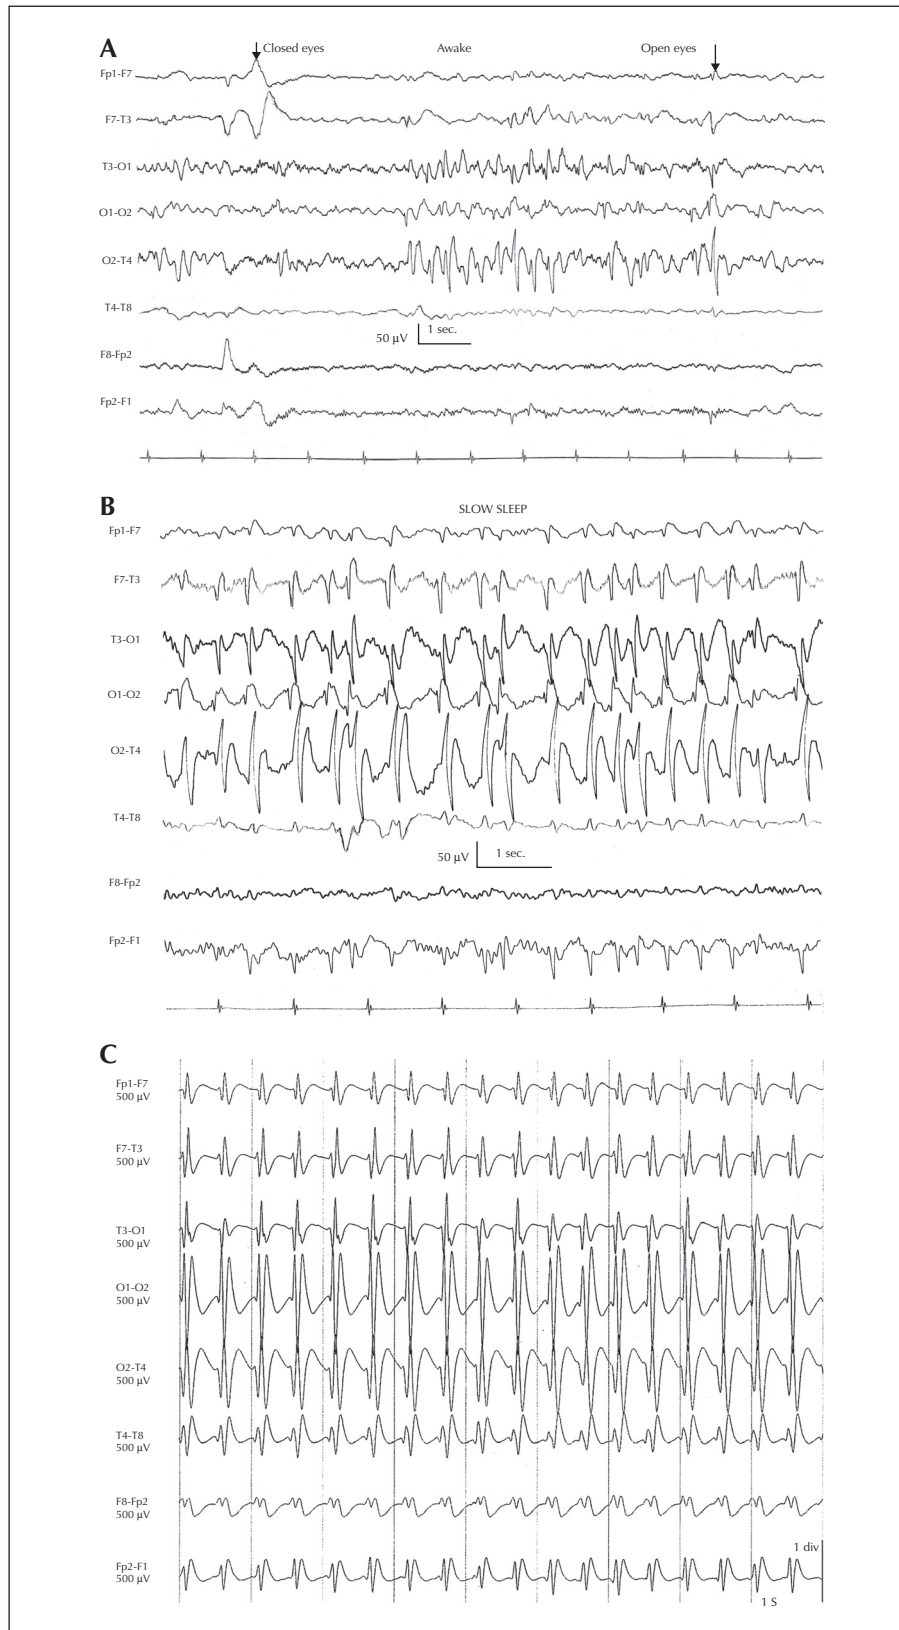 A
Closed eyes
Awake
Open eyes
Fp1-F7
F7-T3
T3-O1
O1-O2
O2-T4
T4-T8
1 sec.
50 µV
F8-Fp2
Fp2-F1
B
SLOW SLEEP
Fp1-F7
F7-T3
T3-O1
O1-O2
O2-T4
T4-T8
50 µV
1 sec.
F8-Fp2
Fp2-F1
C
Fp1-F7
500 µV
F7-T3
500 µV
T3-O1
500 µV
O1-O2
500 µV
O2-T4
500 µV
T4-T8
500 µV
F8-Fp2
500 µV
1 div
Fp2-F1
500 µV
1 S